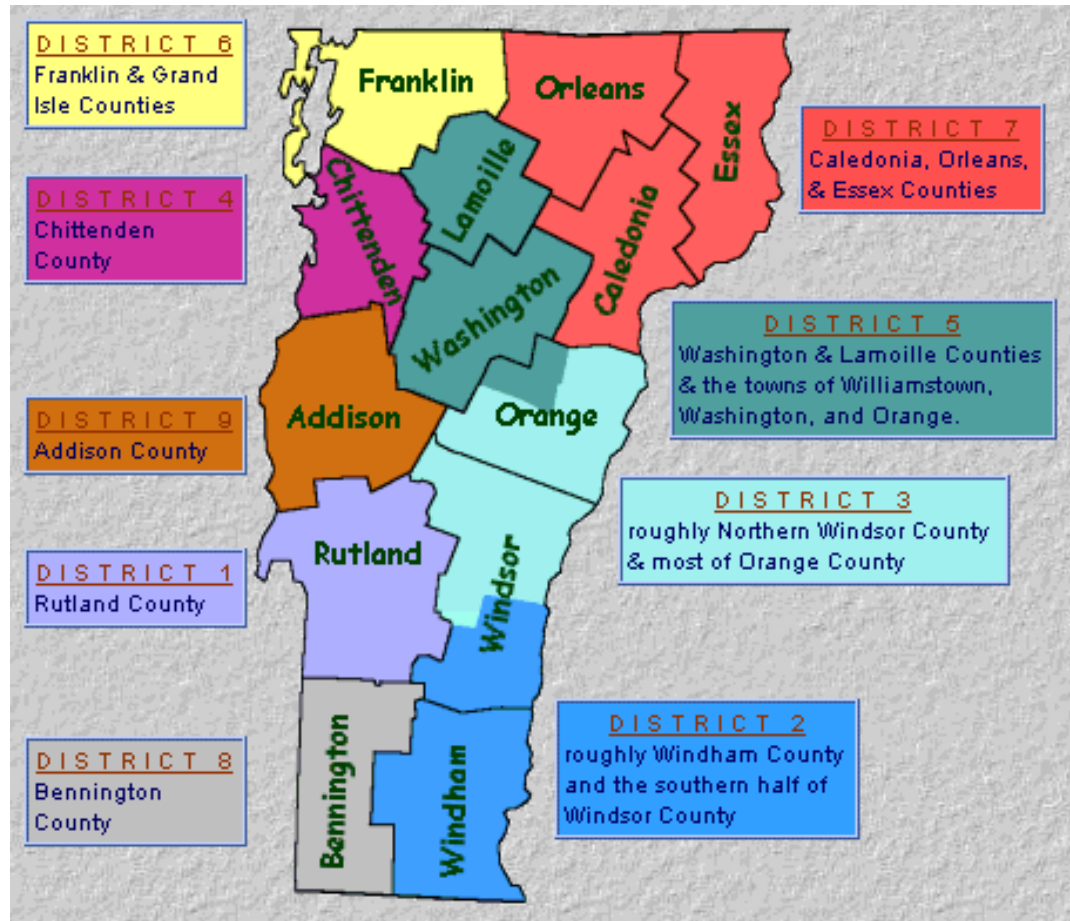 DISTRICT 6
Franklin & Grand
Isle Counties
DISTRICT 4
Chittenden
County
DISTRICT 9
Addison County
DISTRICT 1
Rutland County
DISTRICT 8
Bennington
County
Franklin
Orleans
Essex
Lamoille
Chittenden
Caledonia
Washington
Addison
Orange
Rutland
Windsor
Bennington
Windham
DISTRICT 7
Caledonia, Orleans,
& Essex Counties
DISTRICT 5
Washington & Lamoille Counties
& the towns of Williamstown,
Washington, and Orange.
DISTRICT 3
roughly Northern Windsor County
& most of Orange County
DISTRICT 2
roughly Windham County
and the southern half of
Windsor County